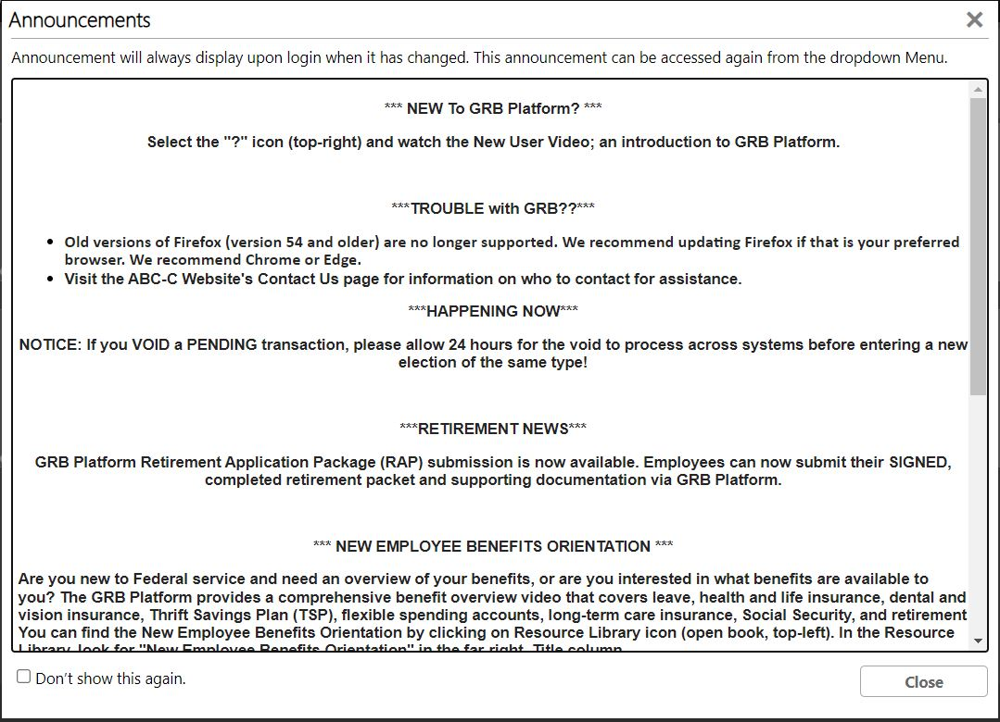 Announcements
Announcement will always display upon login when it has changed. This announcement can be accessed again from the dropdown Menu.
*** NEW To GRB Platform? ***
Select the "?" icon (top-right) and watch the New User Video; an introduction to GRB Platform.
***TROUBLE with GRB??***
• Old versions of Firefox (version 54 and older) are no longer supported. We recommend updating Firefox if that is your preferred
browser. We recommend Chrome or Edge.
• Visit the ABC-C Website's Contact Us page for information on who to contact for assistance.
***HAPPENING NOW***
NOTICE: If you VOID a PENDING transaction, please allow 24 hours for the void to process across systems before entering a new
election of the same type!
***RETIREMENT NEWS***
GRB Platform Retirement Application Package (RAP) submission is now available. Employees can now submit their SIGNED,
completed retirement packet and supporting documentation via GRB Platform.
*** NEW EMPLOYEE BENEFITS ORIENTATION ***
Are you new to Federal service and need an overview of your benefits, or are you interested in what benefits are available to
you? The GRB Platform provides a comprehensive benefit overview video that covers leave, health and life insurance, dental and
vision insurance, Thrift Savings Plan (TSP), flexible spending accounts, long-term care insurance, Social Security, and retirement
You can find the New Employee Benefits Orientation by clicking on Resource Library icon (open book, top-left). In the Resource
Library, look for "New Employee Benefits Orientation" in the far right, Title column
Don't show this again.
Close